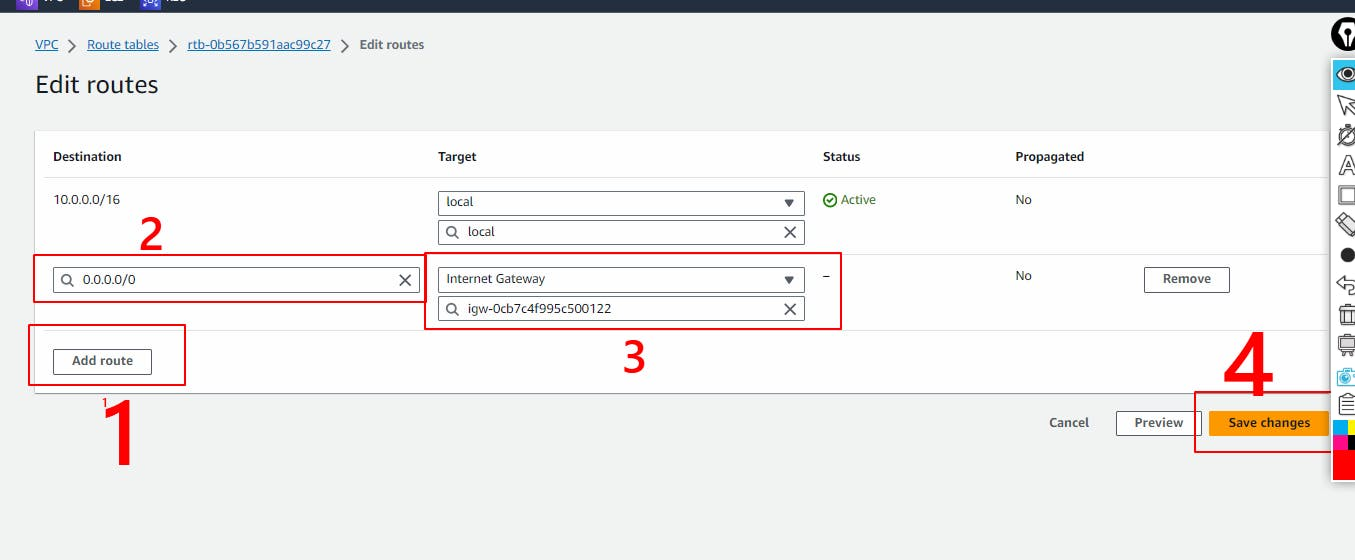 VPC > Route tables > rtb-0b567b591aac99c27 > Edit routes
Edit routes
Destination Target Status Propagated
10.0.0.0/16 local Active No
local
2
0.0.0.0/0 Internet Gateway – No Remove
igw-0cb7c4f995c500122
3
Add route
4
1
1
Cancel Preview Save changes